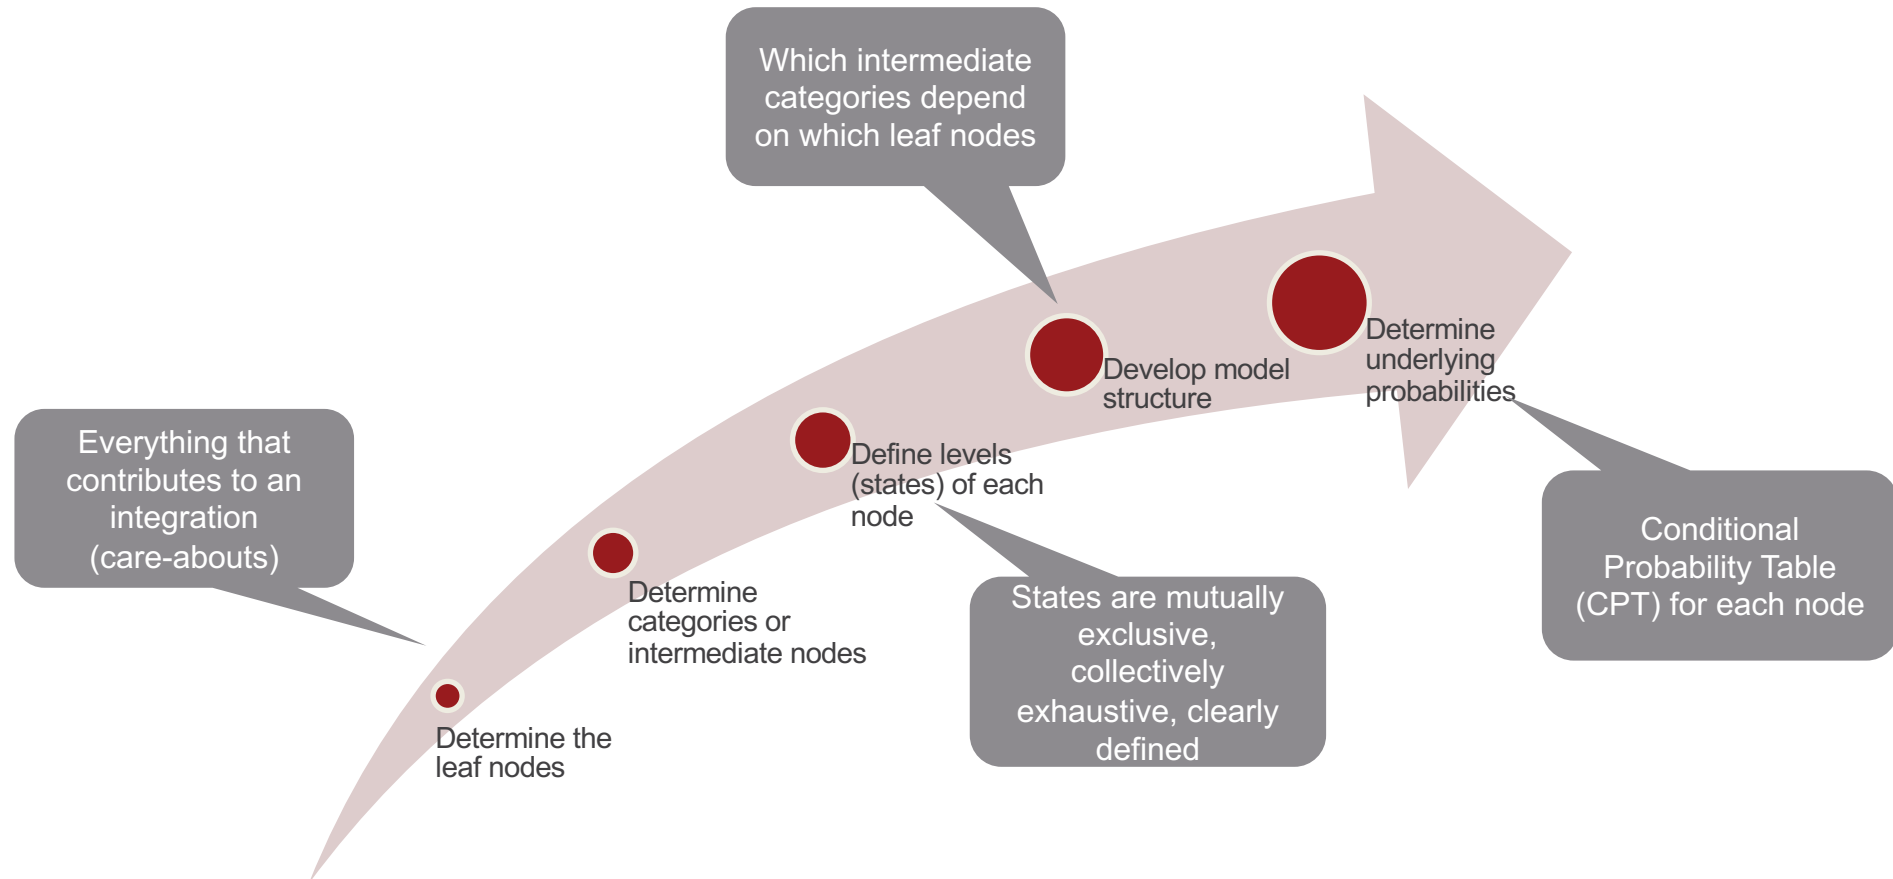 Which intermediate
categories depend
on which leaf nodes
Determine
underlying
probabilities
Develop model
structure
Everything that
contributes to an
integration
(care-abouts)
Define levels
(states) of each
node
Conditional
Probability Table
(CPT) for each node
Determine
categories or
intermediate nodes
States are mutually
exclusive,
collectively
exhaustive, clearly
defined
Determine the
leaf nodes